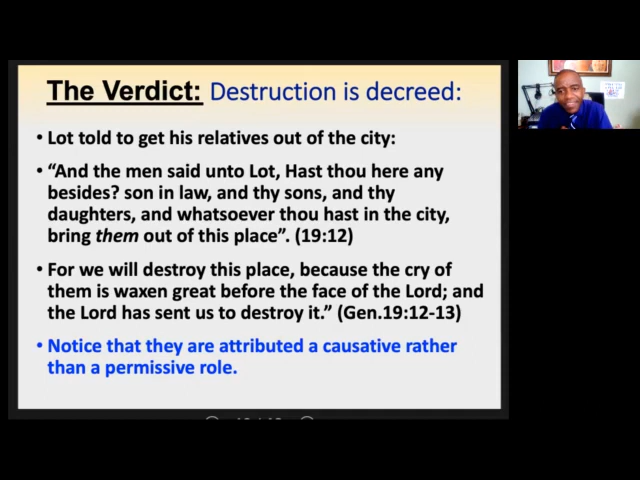 The Verdict: Destruction is decreed:
• Lot told to get his relatives out of the city:
• “And the men said unto Lot, Hast thou here any
besides? son in law, and thy sons, and thy
daughters, and whatsoever thou hast in the city,
bring them out of this place”. (19:12)
• For we will destroy this place, because the cry of
them is waxen great before the face of the Lord; and
the Lord has sent us to destroy it.” (Gen.19:12-13)
• Notice that they are attributed a causative rather
than a permissive role.